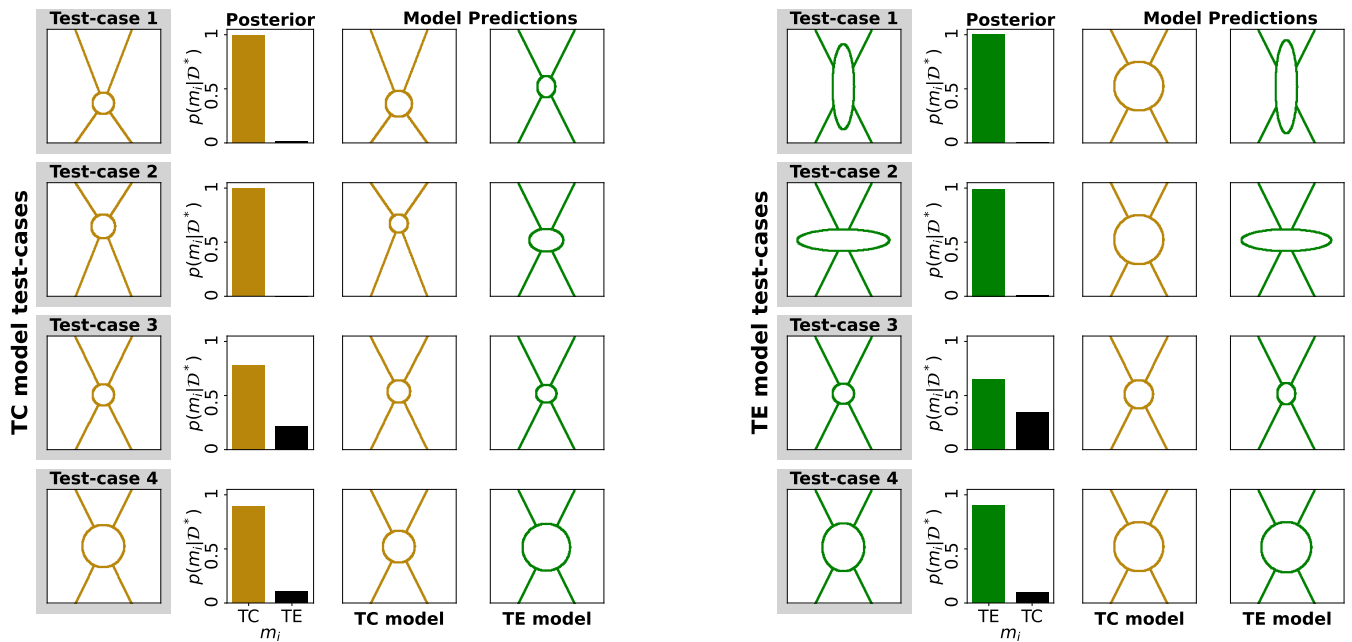 Posterior
Model Predictions
TC model test-cases
Test-case 1
1
0.5
0
p(m_i|D*)
Test-case 2
1
0.5
0
p(m_i|D*)
Test-case 3
1
0.5
0
p(m_i|D*)
Test-case 4
1
0.5
0
p(m_i|D*)
TC TE
m_i
TC model
TE model
Posterior
Model Predictions
TE model test-cases
Test-case 1
1
0.5
0
p(m_i|D*)
Test-case 2
1
0.5
0
p(m_i|D*)
Test-case 3
1
0.5
0
p(m_i|D*)
Test-case 4
1
0.5
0
p(m_i|D*)
TE TC
m_i
TC model
TE model